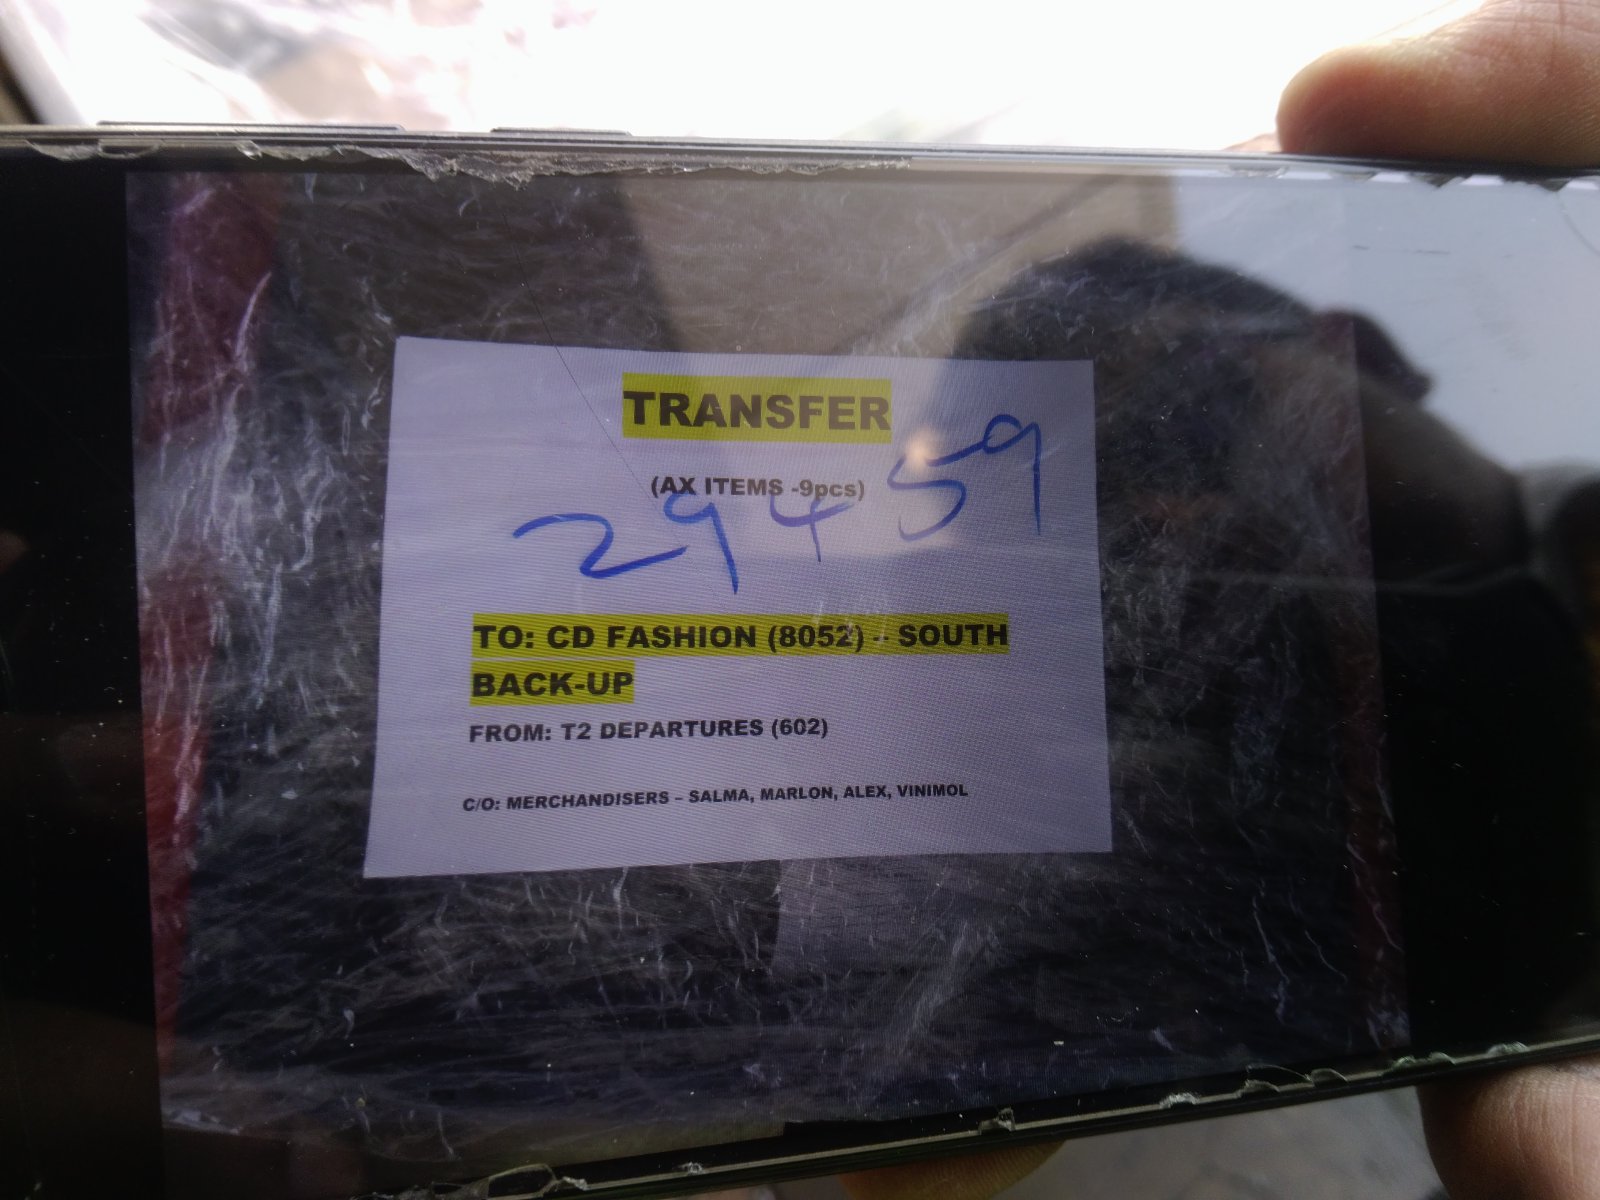 TRANSFER
(AX ITEMS -9pcs)
29459
TO: CD FASHION (8052) – SOUTH
BACK-UP
FROM: T2 DEPARTURES (602)
C/O: MERCHANDISERS – SALMA, MARLON, ALEX, VINIMOL